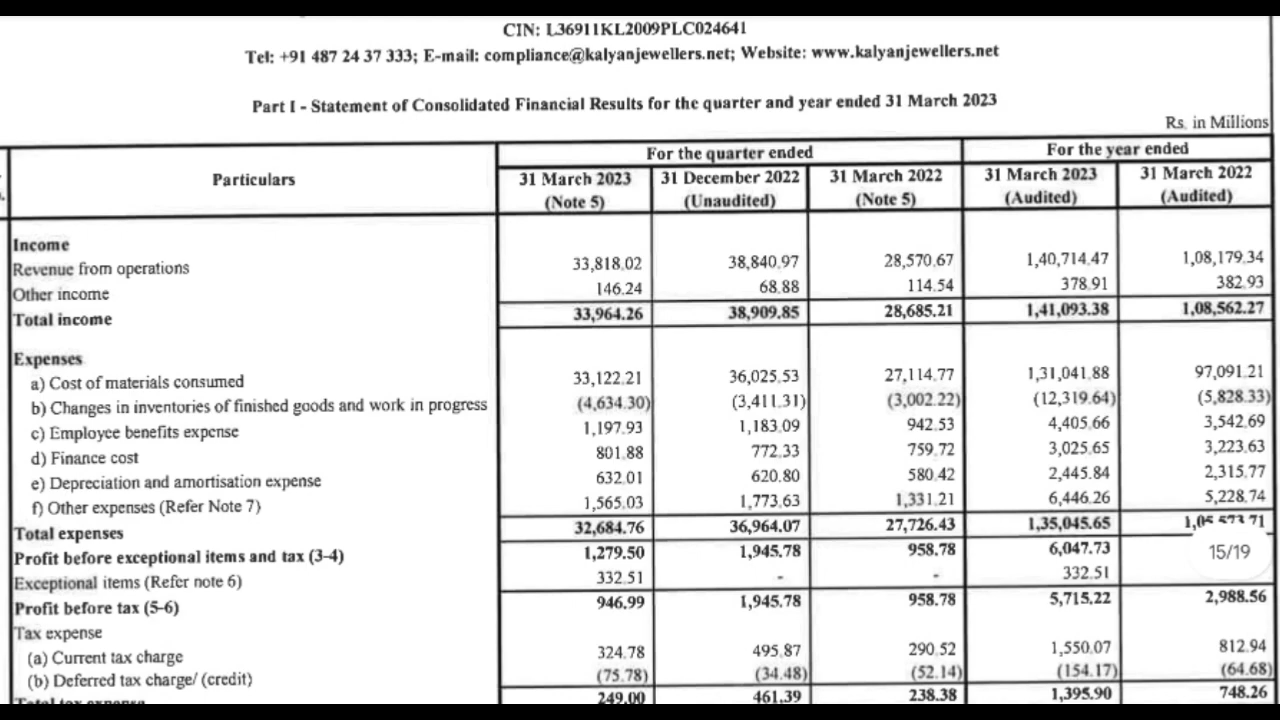 CIN: L36911KL2009PLC024641
Tel: +91 487 24 37 333; E-mail: compliance@kalyanjewellers.net; Website: www.kalyanjewellers.net
Part I - Statement of Consolidated Financial Results for the quarter and year ended 31 March 2023
Rs. in Millions
Particulars For the quarter ended For the year ended
31 March 2023 31 December 2022 31 March 2022 31 March 2023 31 March 2022
(Note 5) (Unaudited) (Note 5) (Audited) (Audited)
Income
Revenue from operations 33,818.02 38,840.97 28,570.67 1,40,714.47 1,08,179.34
Other income 146.24 68.88 114.54 378.91 382.93
Total income 33,964.26 38,909.85 28,685.21 1,41,093.38 1,08,562.27
Expenses
a) Cost of materials consumed 33,122.21 36,025.53 27,114.77 1,31,041.88 97,091.21
b) Changes in inventories of finished goods and work in progress (4,634.30) (3,411.31) (3,002.22) (12,319.64) (5,828.33)
c) Employee benefits expense 1,197.93 1,183.09 942.53 4,405.66 3,542.69
d) Finance cost 801.88 772.33 759.72 3,025.65 3,223.63
e) Depreciation and amortisation expense 632.01 620.80 580.42 2,445.84 2,315.77
f) Other expenses (Refer Note 7) 1,565.03 1,773.63 1,331.21 6,446.26 5,228.74
Total expenses 32,684.76 36,964.07 27,726.43 1,35,045.65
Profit before exceptional items and tax (3-4) 1,279.50 1,945.78 958.78 6,047.73 15/19
Exceptional items (Refer note 6) 332.51 - - 332.51
Profit before tax (5-6) 946.99 1,945.78 958.78 5,715.22 2,988.56
Tax expense
(a) Current tax charge 324.78 495.87 290.52 1,550.07 812.94
(b) Deferred tax charge/ (credit) (75.78) (34.48) (52.14) (154.17) (64.68)
Total tax expense 249.00 461.39 238.38 1,395.90 748.26